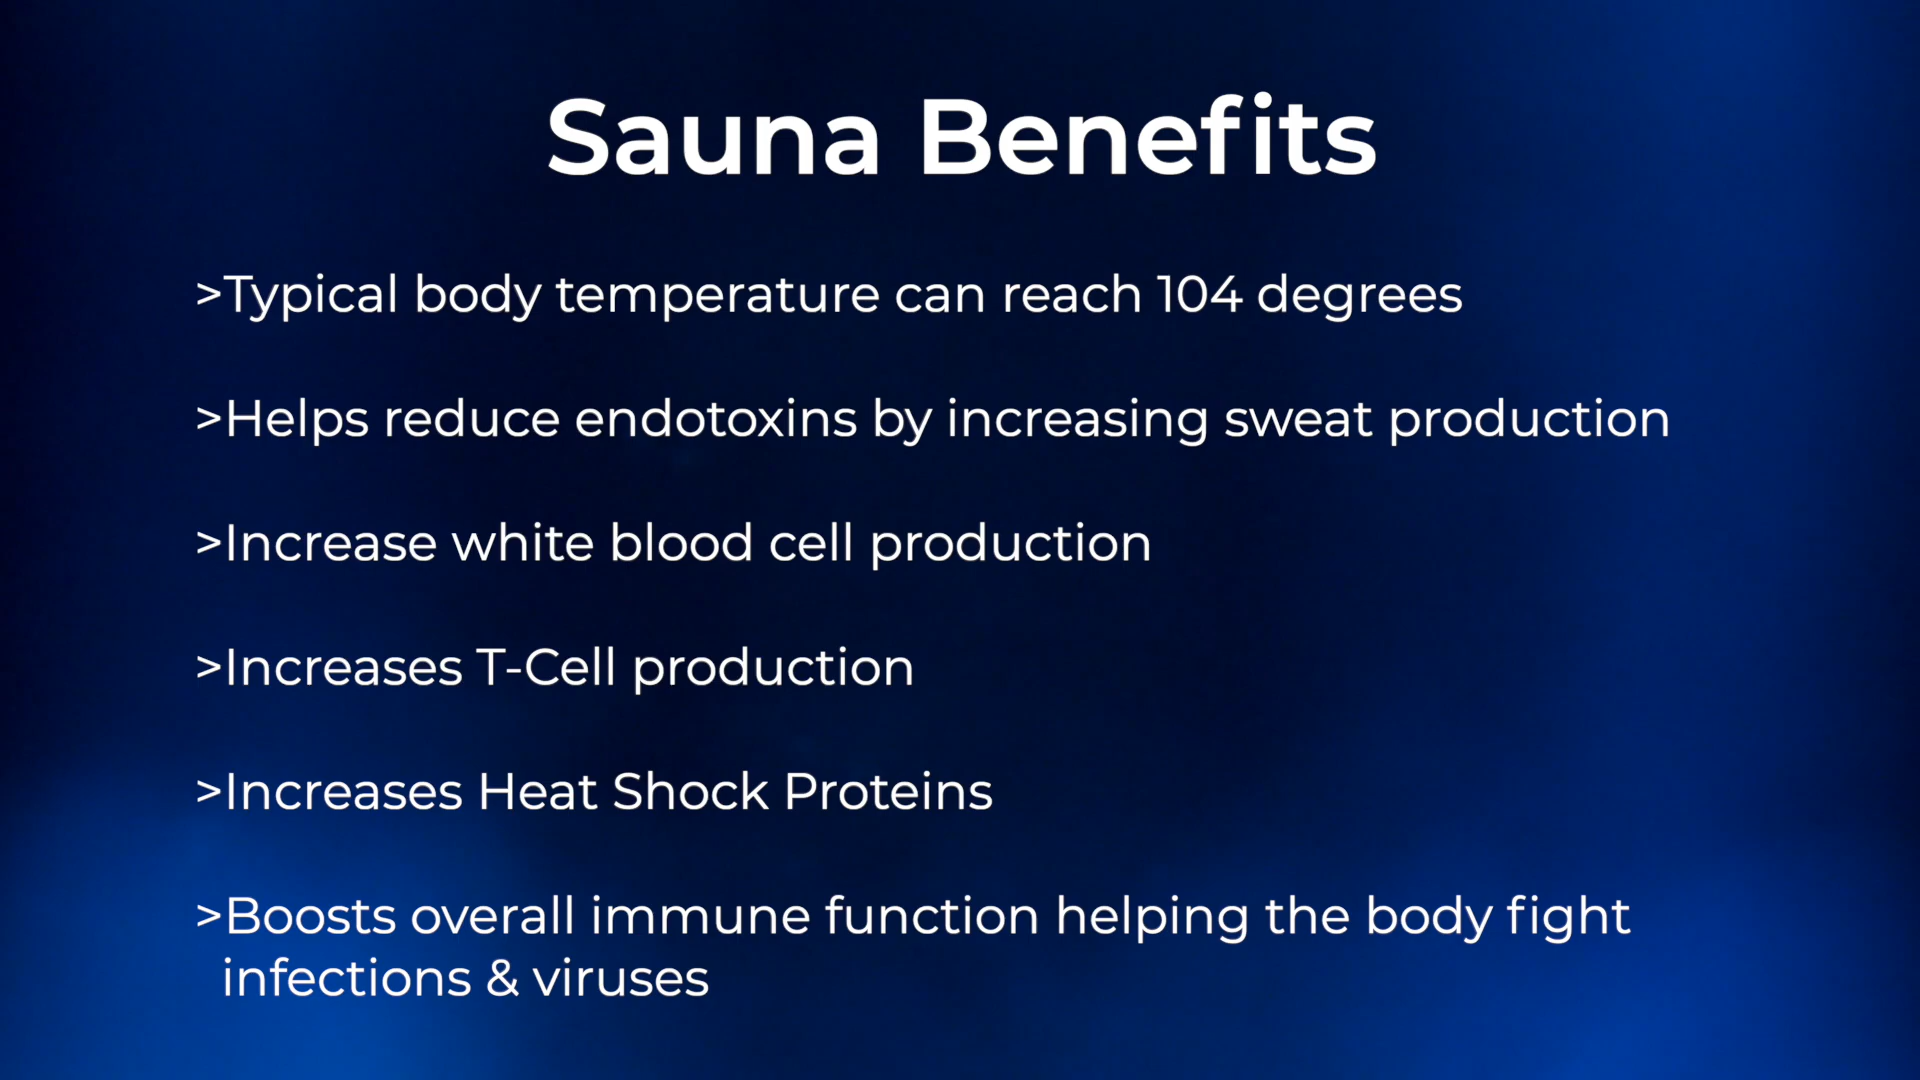 Sauna Benefits
>Typical body temperature can reach 104 degrees
>Helps reduce endotoxins by increasing sweat production
>Increase white blood cell production
>Increases T-Cell production
>Increases Heat Shock Proteins
>Boosts overall immune function helping the body fight
infections & viruses